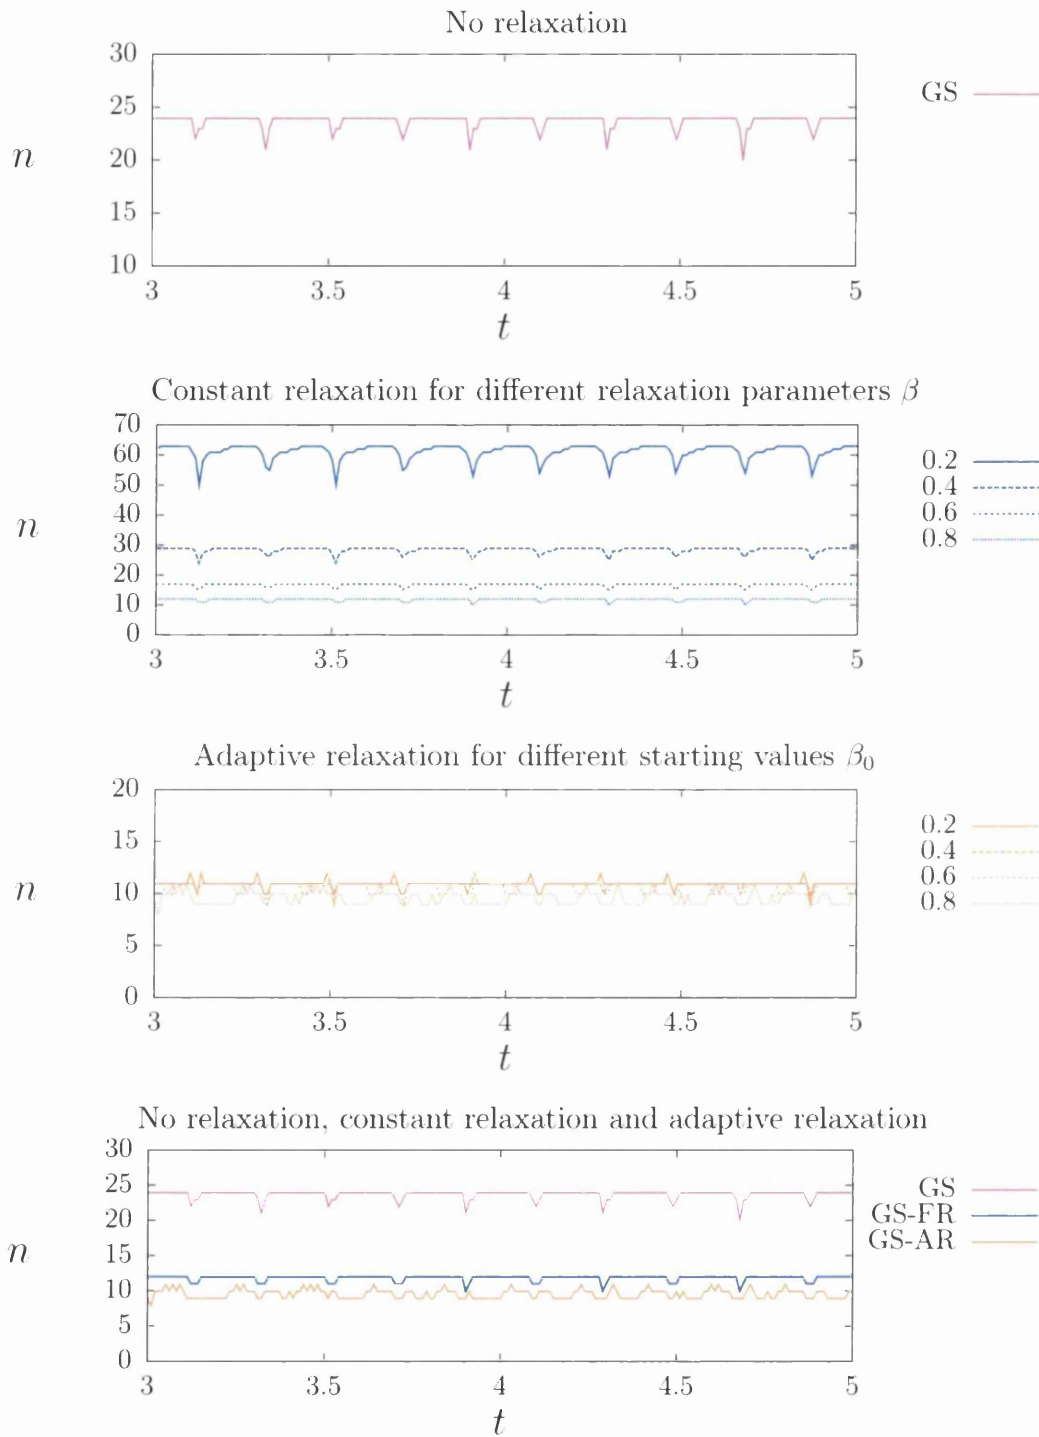 No relaxation
30
25
20
15
10
n
3 3.5 4 4.5 5
t
GS
Constant relaxation for different relaxation parameters β
70
60
50
40
30
20
10
0
n
3 3.5 4 4.5 5
t
0.2
0.4
0.6
0.8
Adaptive relaxation for different starting values β₀
20
15
10
5
0
n
3 3.5 4 4.5 5
t
0.2
0.4
0.6
0.8
No relaxation, constant relaxation and adaptive relaxation
30
25
20
15
10
5
0
n
3 3.5 4 4.5 5
t
GS
GS-FR
GS-AR